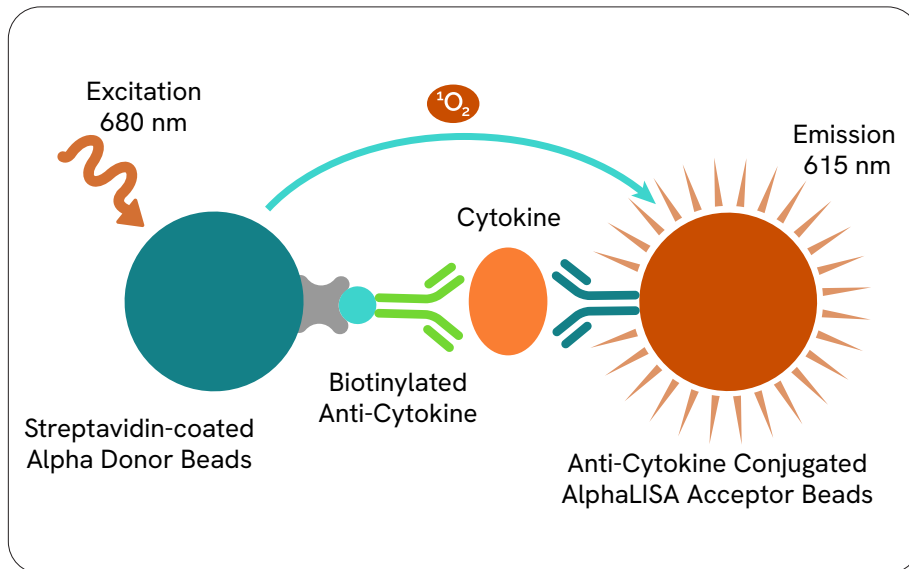 Excitation
680 nm
¹O₂
Emission
615 nm
Cytokine
Biotinylated
Anti-Cytokine
Streptavidin-coated
Alpha Donor Beads
Anti-Cytokine Conjugated
AlphaLISA Acceptor Beads